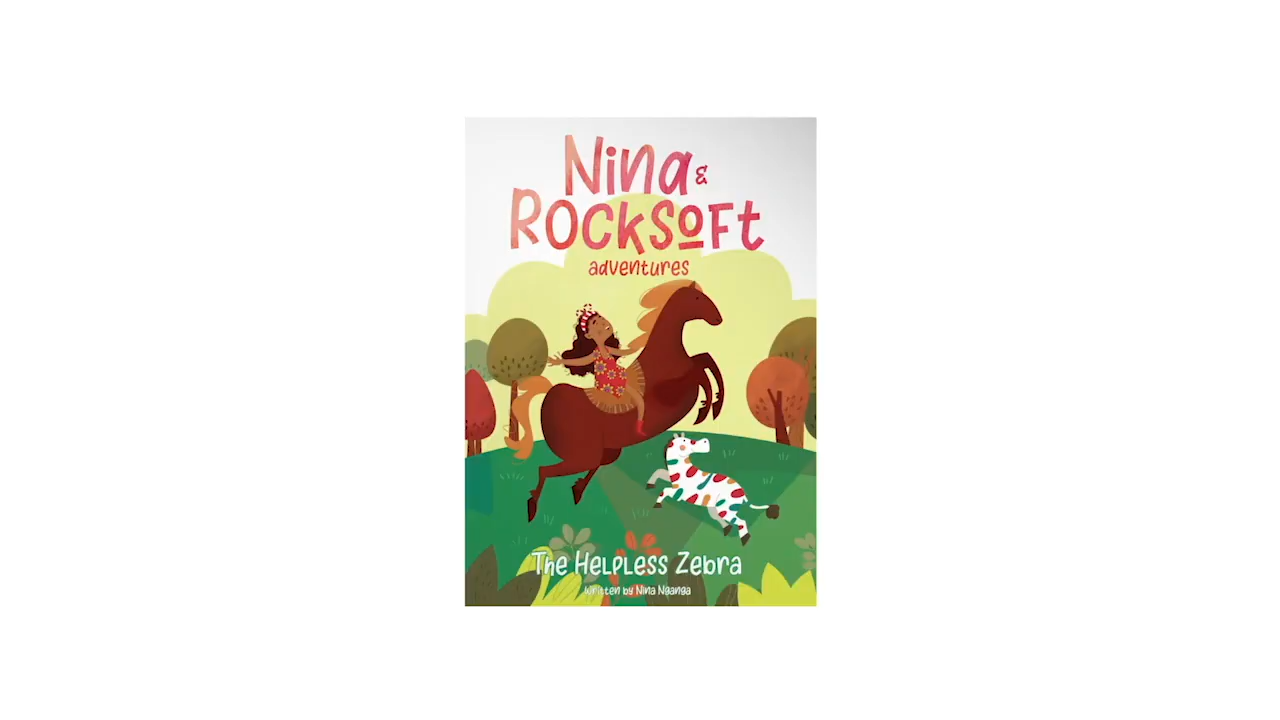 Nina &
Rocksoft
adventures
The Helpless Zebra
written by Nina Nganga